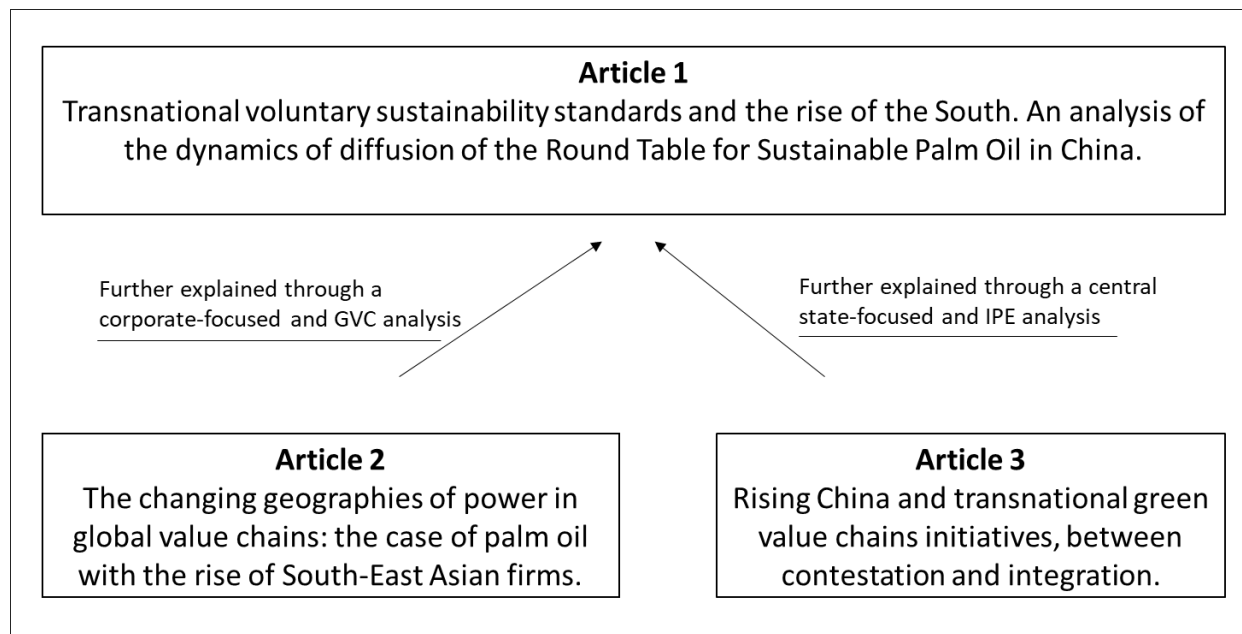 Article 1
Transnational voluntary sustainability standards and the rise of the South. An analysis of
the dynamics of diffusion of the Round Table for Sustainable Palm Oil in China.
Further explained through a
corporate-focused and GVC analysis
Further explained through a central
state-focused and IPE analysis
Article 2
The changing geographies of power in
global value chains: the case of palm oil
with the rise of South-East Asian firms.
Article 3
Rising China and transnational green
value chains initiatives, between
contestation and integration.